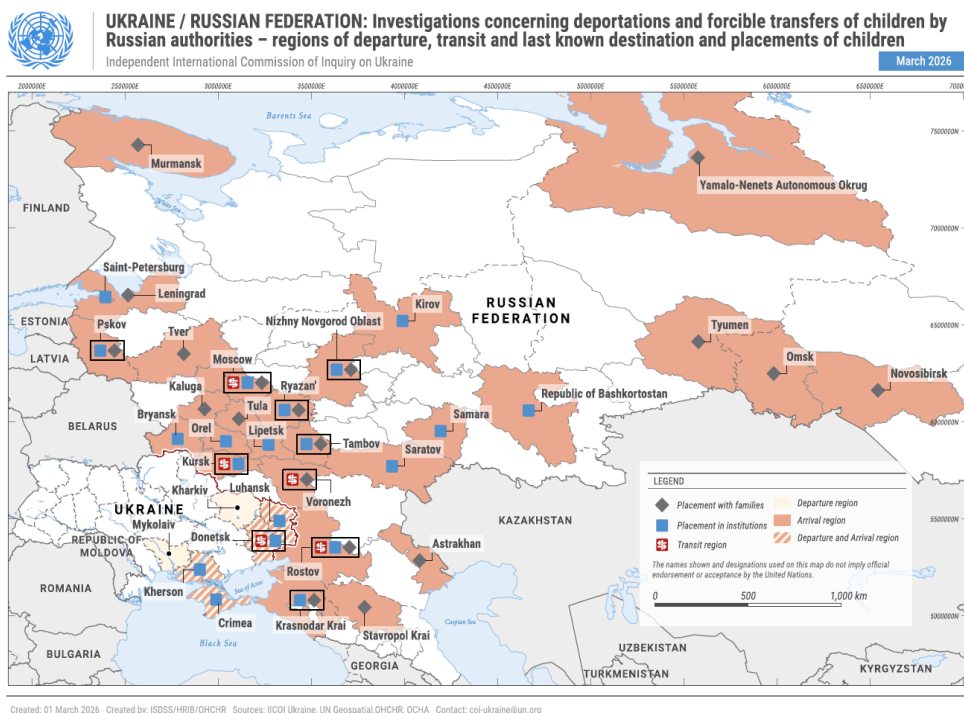 UKRAINE / RUSSIAN FEDERATION: Investigations concerning deportations and forcible transfers of children by
Russian authorities – regions of departure, transit and last known destination and placements of children
Independent International Commission of Inquiry on Ukraine
March 2026
2000000E 2500000E 3000000E 3500000E 4000000E 4500000E 5000000E 5500000E 6000000E 6500000E
Barents Sea
7500000N
Murmansk
Yamalo-Nenets Autonomous Okrug
White Sea
FINLAND
7000000N
Saint-Petersburg
Leningrad
RUSSIAN
FEDERATION
Kirov
ESTONIA
Pskov
Nizhny Novgorod Oblast
Tyumen
Tver'
LATVIA
Moscow
Omsk
Novosibirsk
Kaluga
Ryazan'
Republic of Bashkortostan
Bryansk
Tula
Samara
BELARUS
Orel
Lipetsk
Tambov
Saratov
Kursk
Kharkiv
Luhansk
Voronezh
UKRAINE
Mykolaiv
KAZAKHSTAN
REPUBLIC OF
MOLDOVA
Donetsk
Astrakhan
Rostov
ROMANIA
Kherson
Sea of Azov
Crimea
Krasnodar Krai
Stavropol Krai
Black Sea
Caspian Sea
BULGARIA
GEORGIA
UZBEKISTAN
TURKMENISTAN
KYRGYZSTAN
LEGEND
Placement with families
Placement in institutions
Transit region
Departure region
Arrival region
Departure and Arrival region
The names shown and designations used on this map do not imply official
endorsement or acceptance by the United Nations.
0 500 1,000 km
Created: 01 March 2026 Created by: ISDSS/HRIB/OHCHR Sources: IICOI Ukraine, UN Geospatial,OHCHR, OCHA Contact: coi-ukraine@un.org